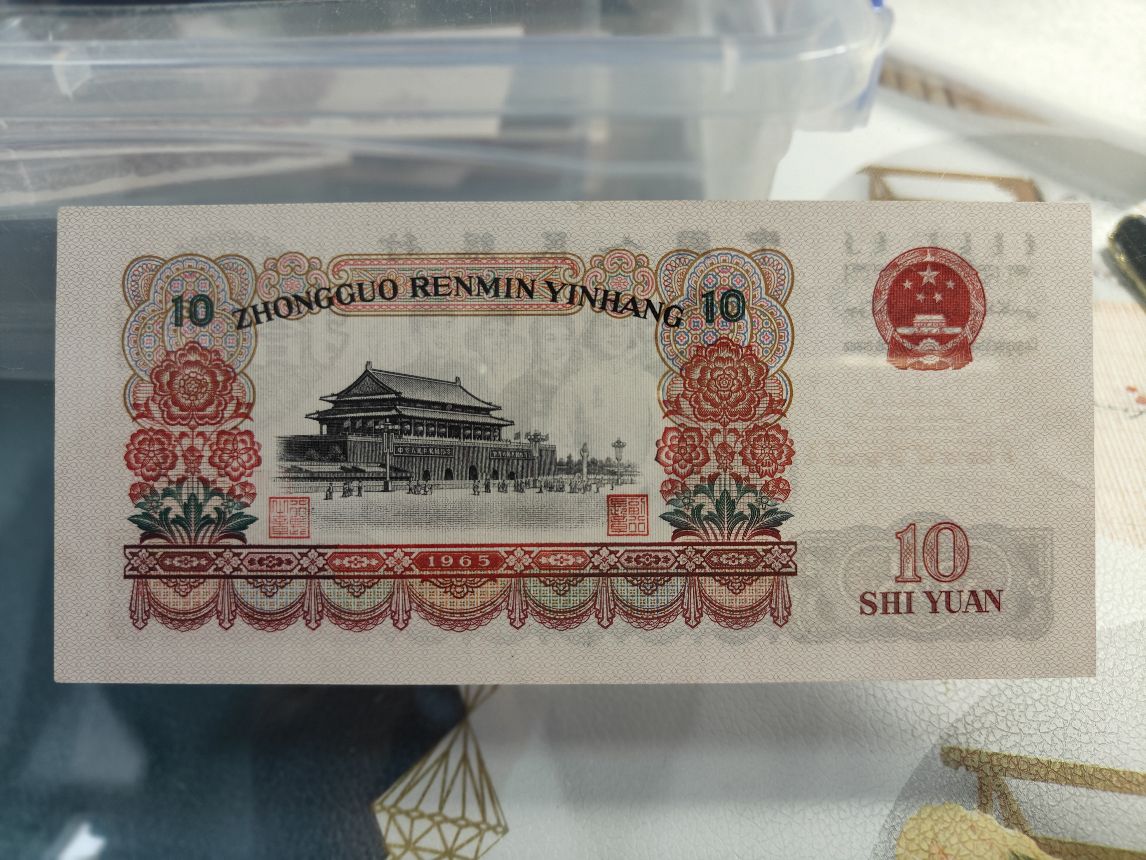 10 ZHONGGUO RENMIN YINHANG 10
1965
10
SHI YUAN